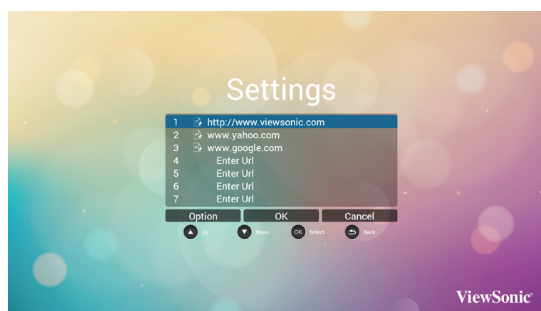 Settings
1 http://www.viewsonic.com
2 www.yahoo.com
3 www.google.com
4 Enter Url
5 Enter Url
6 Enter Url
7 Enter Url
Option OK Cancel
Up Down OK Select Back
ViewSonic